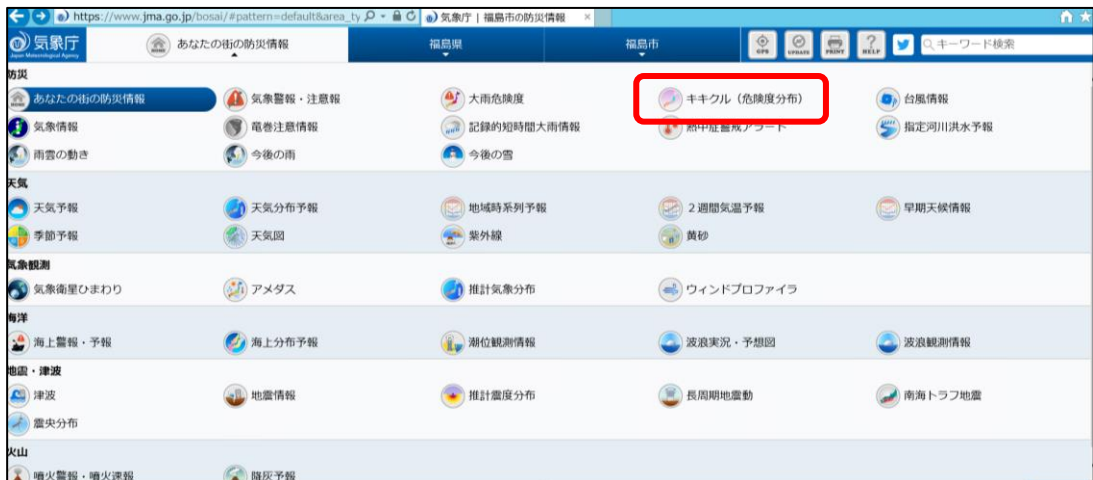 https://www.jma.go.jp/bosai/#pattern=default&area_ty
気象庁 | 福島市の防災情報
気象庁
Japan Meteorological Agency
HOME
あなたの街の防災情報
福島県
福島市
GPS
UPDATE
PRINT
HELP
キーワード検索
防災
HOME
あなたの街の防災情報
気象警報・注意報
大雨危険度
キキクル（危険度分布）
台風情報
気象情報
竜巻注意情報
記録的短時間大雨情報
熱中症警戒アラート
指定河川洪水予報
雨雲の動き
今後の雨
今後の雪
天気
天気予報
天気分布予報
地域時系列予報
2週間気温予報
早期天候情報
季節予報
天気図
紫外線
黄砂
気象観測
気象衛星ひまわり
アメダス
推計気象分布
ウィンドプロファイラ
海洋
海上警報・予報
海上分布予報
潮位観測情報
波浪実況・予想図
波浪観測情報
地震・津波
津波
地震情報
推計震度分布
長周期地震動
南海トラフ地震
震央分布
火山
噴火警報・噴火速報
降灰予報